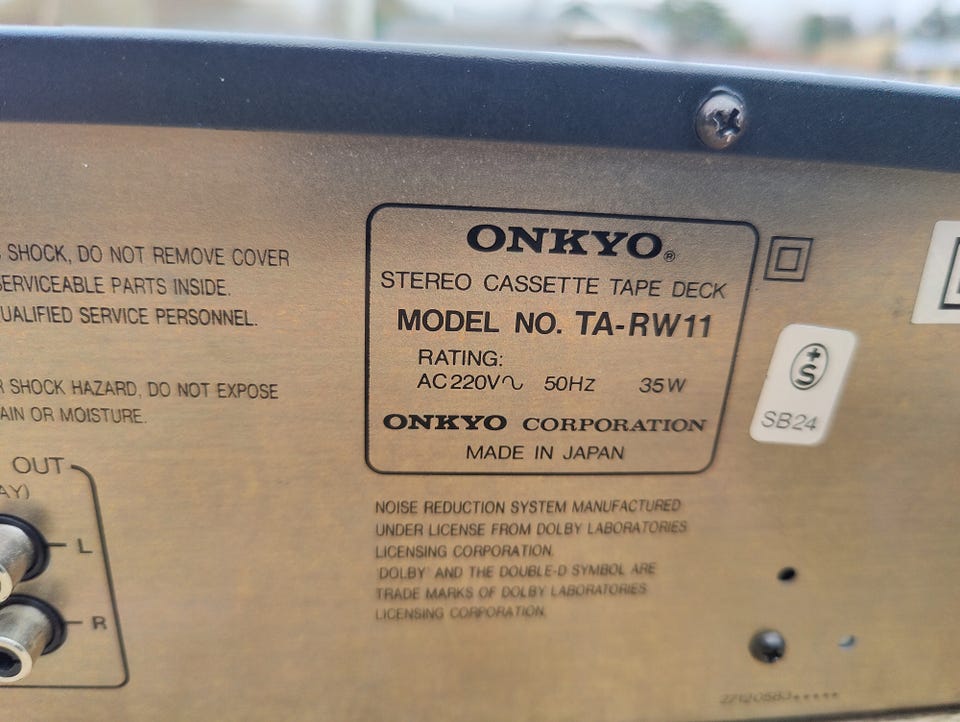 SHOCK, DO NOT REMOVE COVER
SERVICEABLE PARTS INSIDE.
QUALIFIED SERVICE PERSONNEL.
SHOCK HAZARD, DO NOT EXPOSE
OR MOISTURE.
OUT
L
R
ONKYO®
STEREO CASSETTE TAPE DECK
MODEL NO. TA-RW11
RATING:
AC 220V∿ 50Hz 35W
ONKYO CORPORATION
MADE IN JAPAN
NOISE REDUCTION SYSTEM MANUFACTURED
UNDER LICENSE FROM DOLBY LABORATORIES
LICENSING CORPORATION.
'DOLBY' AND THE DOUBLE-D SYMBOL ARE
TRADE MARKS OF DOLBY LABORATORIES
LICENSING CORPORATION.
+S
SB24